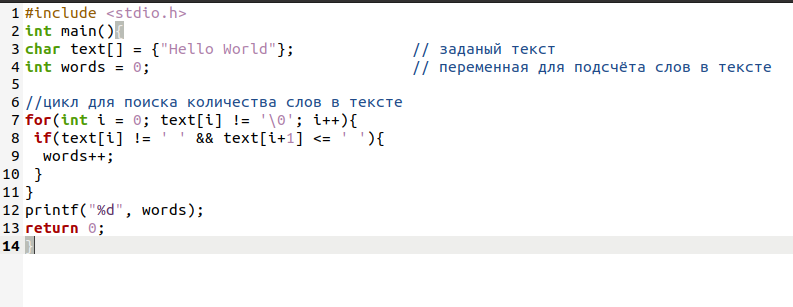 1 #include <stdio.h>
2 int main(){
3 char text[] = {"Hello World"}; // заданый текст
4 int words = 0; // переменная для подсчёта слов в тексте
5
6 //цикл для поиска количества слов в тексте
7 for(int i = 0; text[i] != '\0'; i++){
8 if(text[i] != ' ' && text[i+1] <= ' '){
9 words++;
10 }
11 }
12 printf("%d", words);
13 return 0;
14 }